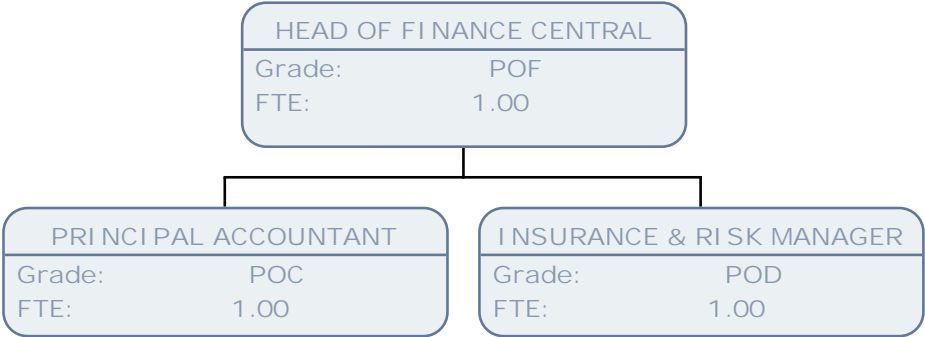 HEAD OF FINANCE CENTRAL
Grade: POF
FTE: 1.00
PRINCIPAL ACCOUNTANT
Grade: POC
FTE: 1.00
INSURANCE & RISK MANAGER
Grade: POD
FTE: 1.00